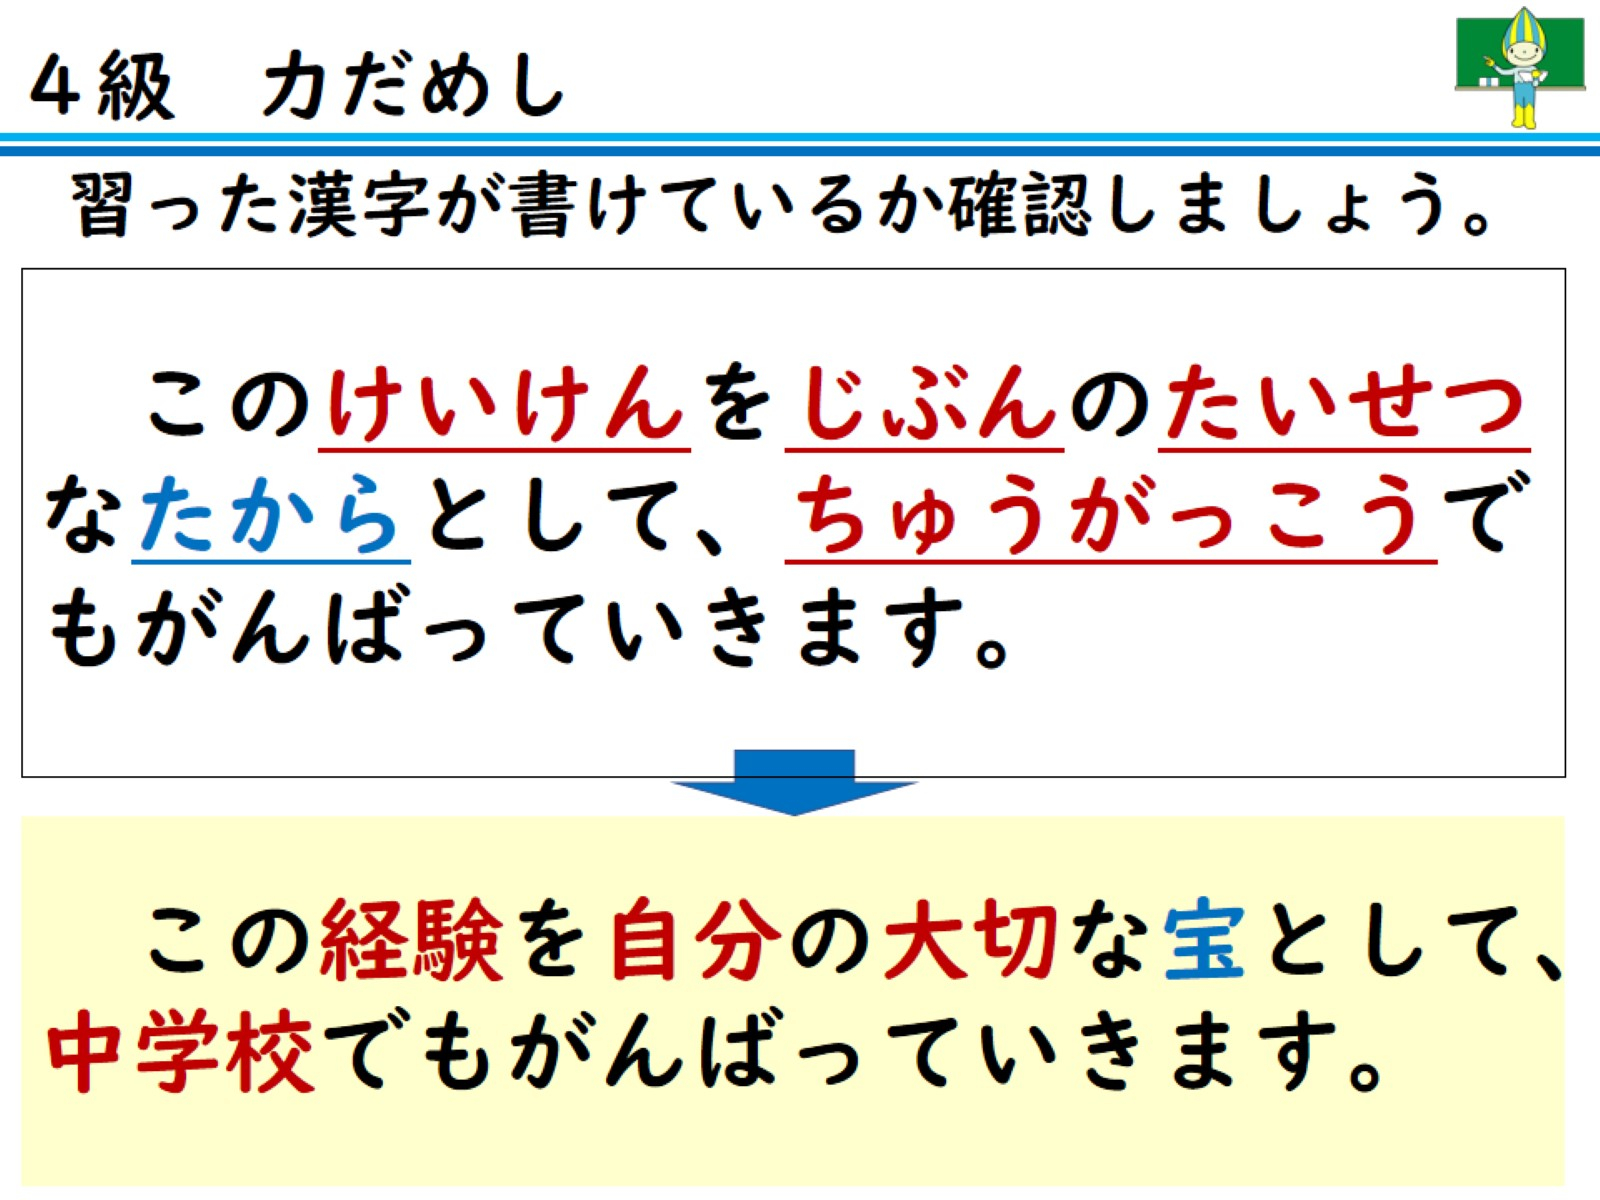 ４級　力だめし
習った漢字が書けているか確認しましょう。
このけいけんをじぶんのたいせつ
なたからとして、ちゅうがっこうで
もがんばっていきます。
この経験を自分の大切な宝として、
中学校でもがんばっていきます。